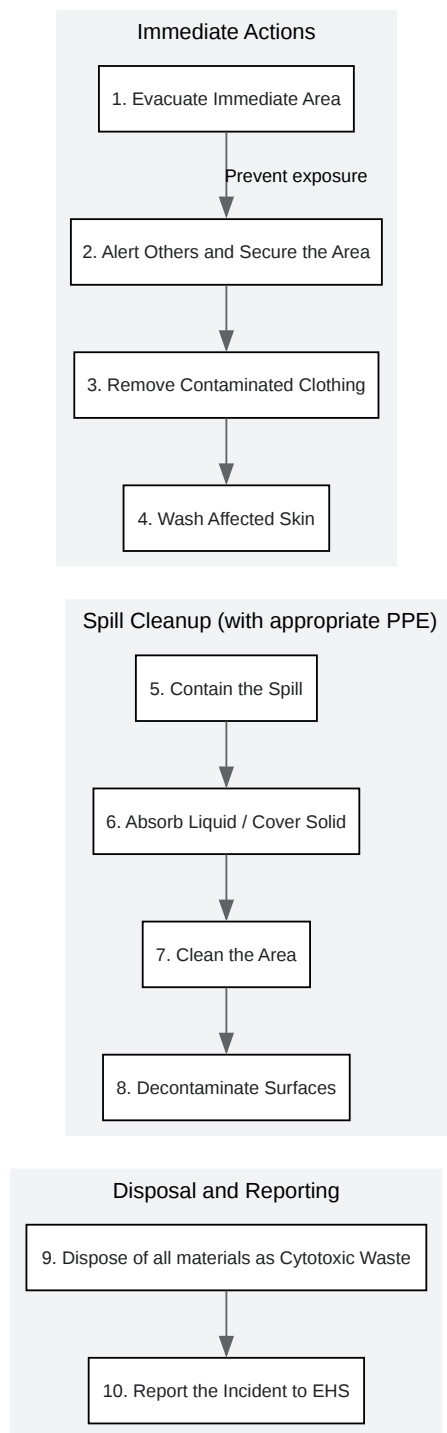 Immediate Actions
1. Evacuate Immediate Area
Prevent exposure
2. Alert Others and Secure the Area
3. Remove Contaminated Clothing
4. Wash Affected Skin
Spill Cleanup (with appropriate PPE)
5. Contain the Spill
6. Absorb Liquid / Cover Solid
7. Clean the Area
8. Decontaminate Surfaces
Disposal and Reporting
9. Dispose of all materials as Cytotoxic Waste
10. Report the Incident to EHS